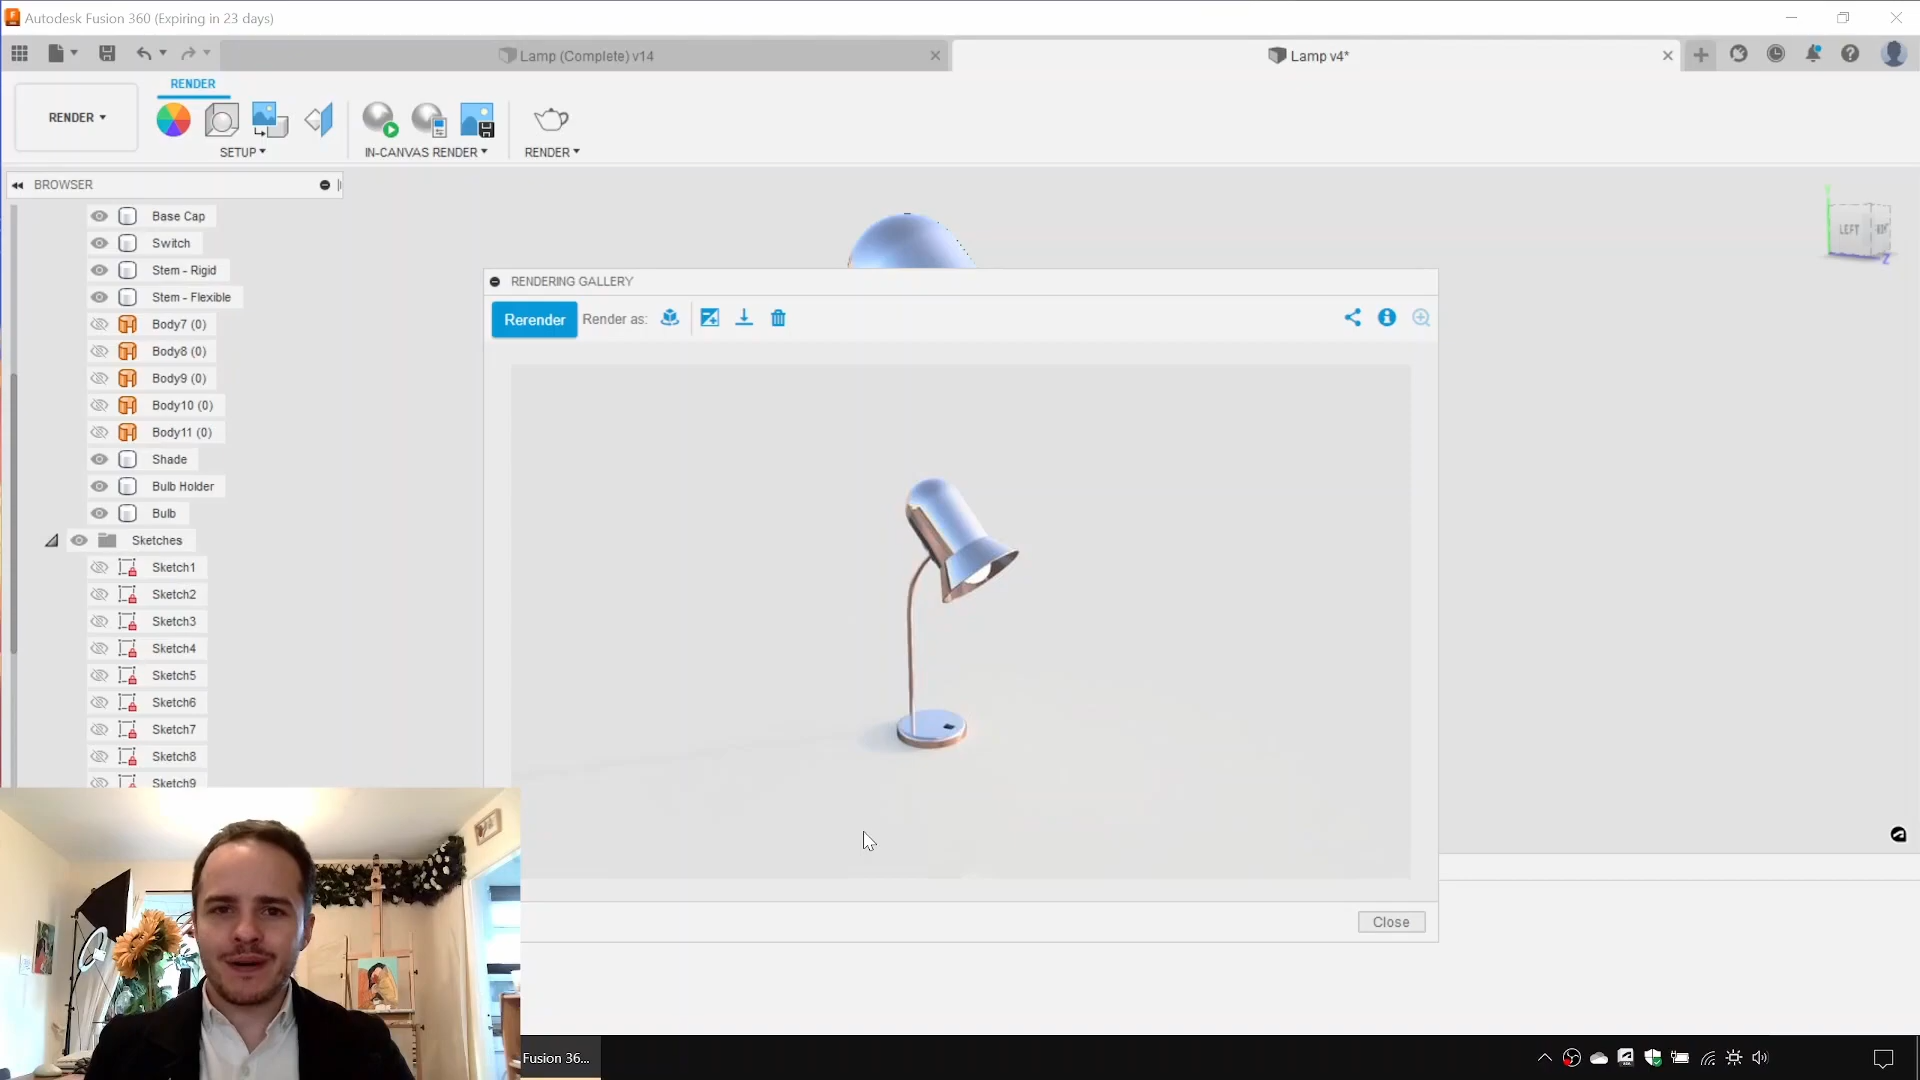 Autodesk Fusion 360 (Expiring in 23 days)
Lamp (Complete) v14
Lamp v4*
RENDER
RENDER
SETUP
IN-CANVAS RENDER
RENDER
BROWSER
LEFT
Z
Base Cap
Switch
Stem - Rigid
Stem - Flexible
Body7 (0)
Body8 (0)
Body9 (0)
Body10 (0)
Body11 (0)
Shade
Bulb Holder
Bulb
Sketches
Sketch1
Sketch2
Sketch3
Sketch4
Sketch5
Sketch6
Sketch7
Sketch8
Sketch9
RENDERING GALLERY
Rerender
Render as:
Close
Fusion 36...